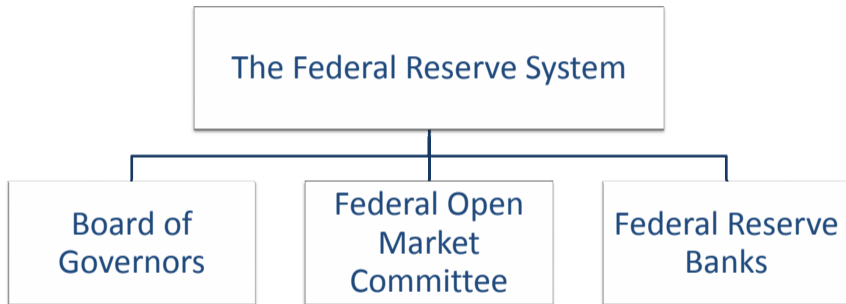 The Federal Reserve System
Board of
Governors
Federal Open
Market
Committee
Federal Reserve
Banks